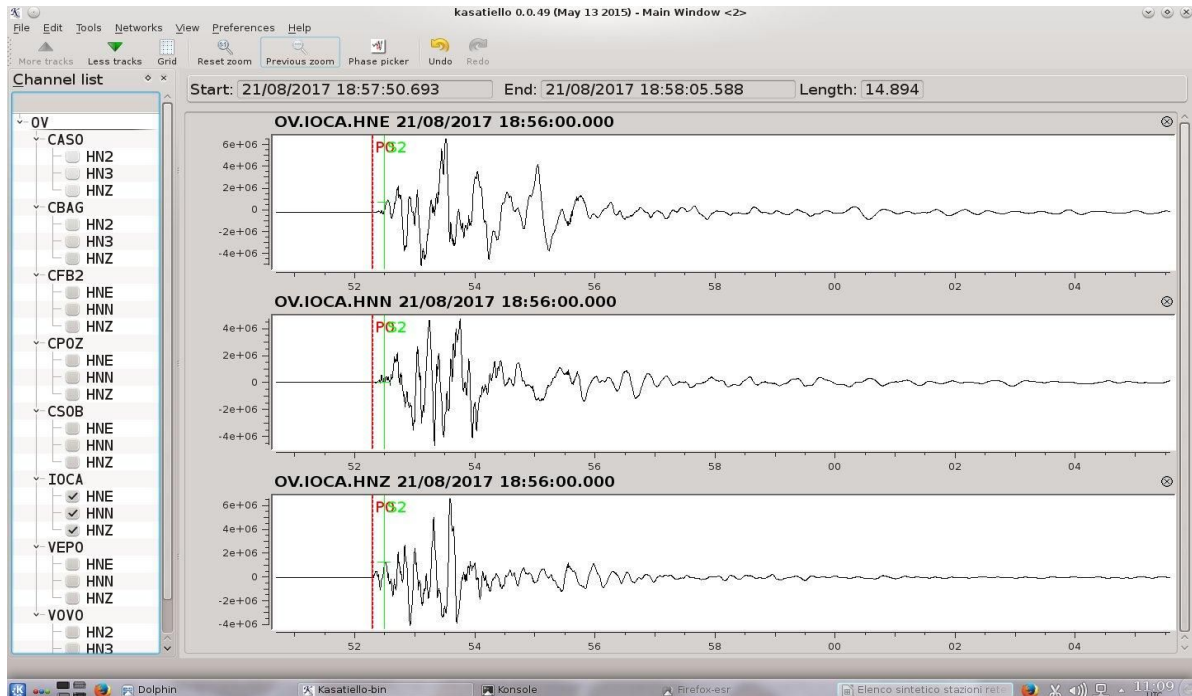 kasatiello 0.0.49 (May 13 2015) - Main Window <2>
File Edit Tools Networks View Preferences Help
More tracks Less tracks Grid Reset zoom Previous zoom Phase picker Undo Redo
Channel list
Start: 21/08/2017 18:57:50.693 End: 21/08/2017 18:58:05.588 Length: 14.894
OV
CASO
HN2
HN3
HNZ
CBAG
HN2
HN3
HNZ
CFB2
HNE
HNN
HNZ
CPOZ
HNE
HNN
HNZ
CSOB
HNE
HNN
HNZ
IOCA
HNE
HNN
HNZ
VEPO
HNE
HNN
HNZ
VOVO
HN2
HN3
OV.IOCA.HNE 21/08/2017 18:56:00.000
P0 S2
6e+06
4e+06
2e+06
0
-2e+06
-4e+06
52 54 56 58 00 02 04
OV.IOCA.HNN 21/08/2017 18:56:00.000
P0 S2
4e+06
2e+06
0
-2e+06
-4e+06
52 54 56 58 00 02 04
OV.IOCA.HNZ 21/08/2017 18:56:00.000
P0 S2
6e+06
4e+06
2e+06
0
-2e+06
-4e+06
52 54 56 58 00 02 04
Dolphin Kasatiello-bin Konsole Firefox-esr Elenco sintetico stazioni rete 11:09
UTC